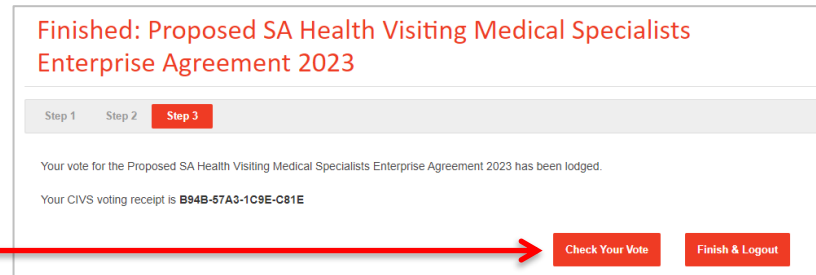 Finished: Proposed SA Health Visiting Medical Specialists
Enterprise Agreement 2023
Step 1 Step 2 Step 3
Your vote for the Proposed SA Health Visiting Medical Specialists Enterprise Agreement 2023 has been lodged.
Your CIVS voting receipt is B94B-57A3-1C9E-C81E
Check Your Vote Finish & Logout